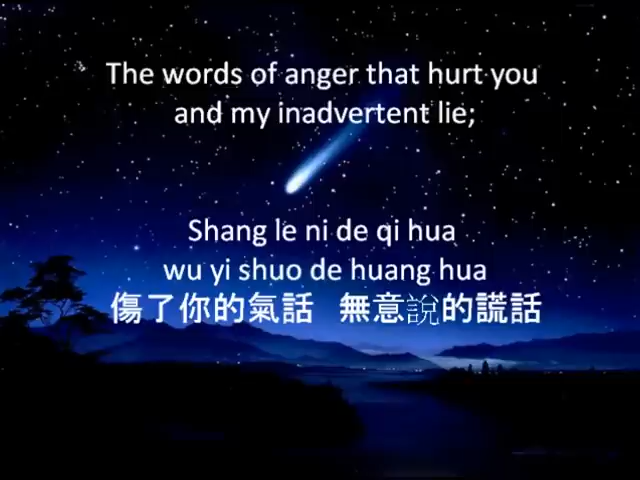 The words of anger that hurt you
and my inadvertent lie;
Shang le ni de qi hua
wu yi shuo de huang hua
傷了你的氣話 無意說的謊話